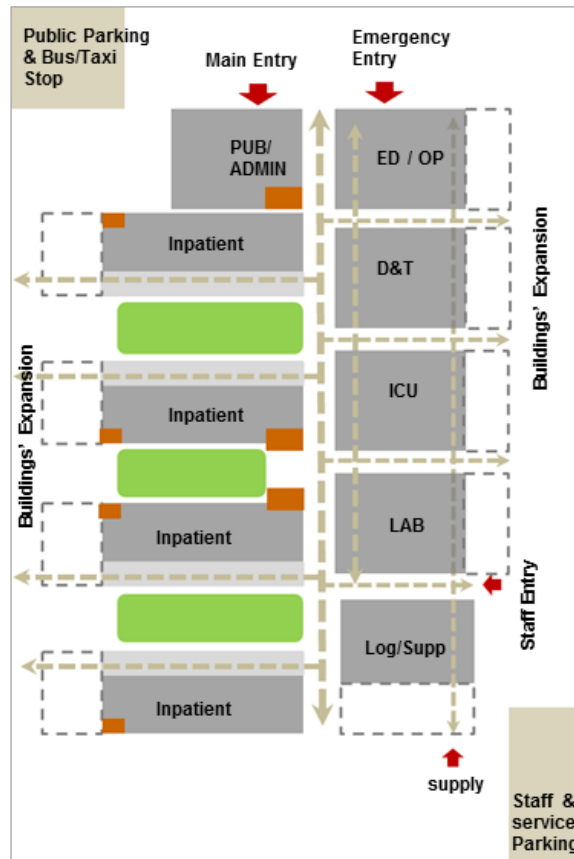 Public Parking
& Bus/Taxi
Stop
Main Entry
Emergency
Entry
PUB/
ADMIN
ED / OP
Inpatient
D&T
Buildings' Expansion
ICU
Buildings' Expansion
Inpatient
LAB
Inpatient
Staff Entry
Log/Supp
Inpatient
supply
Staff &
service
Parking